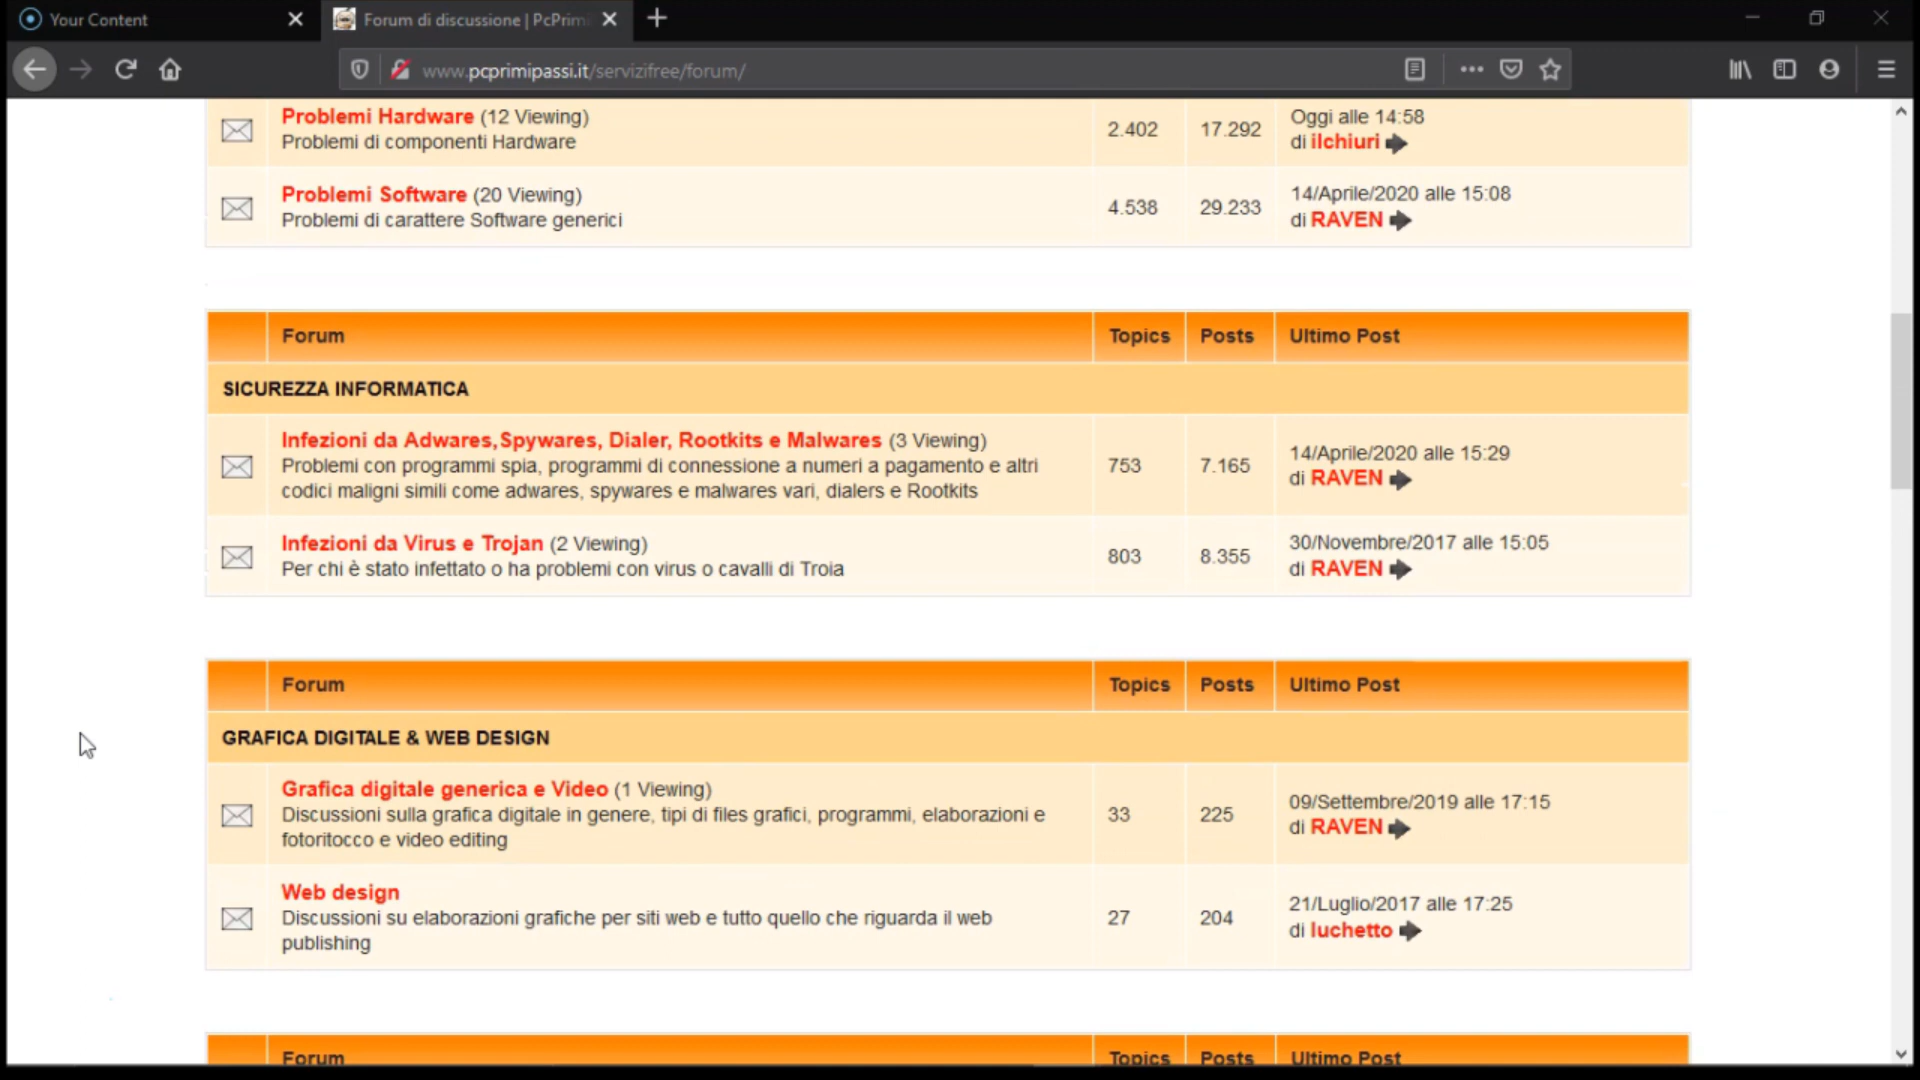 Your Content
Forum di discussione | PcPrim
www.pcprimipassi.it/servizifree/forum/
Problemi Hardware (12 Viewing)
Problemi di componenti Hardware
2.402
17.292
Oggi alle 14:58
di ilchiuri
Problemi Software (20 Viewing)
Problemi di carattere Software generici
4.538
29.233
14/Aprile/2020 alle 15:08
di RAVEN
Forum
Topics
Posts
Ultimo Post
SICUREZZA INFORMATICA
Infezioni da Adwares,Spywares, Dialer, Rootkits e Malwares (3 Viewing)
Problemi con programmi spia, programmi di connessione a numeri a pagamento e altri
codici maligni simili come adwares, spywares e malwares vari, dialers e Rootkits
753
7.165
14/Aprile/2020 alle 15:29
di RAVEN
Infezioni da Virus e Trojan (2 Viewing)
Per chi è stato infettato o ha problemi con virus o cavalli di Troia
803
8.355
30/Novembre/2017 alle 15:05
di RAVEN
Forum
Topics
Posts
Ultimo Post
GRAFICA DIGITALE & WEB DESIGN
Grafica digitale generica e Video (1 Viewing)
Discussioni sulla grafica digitale in genere, tipi di files grafici, programmi, elaborazioni e
fotoritocco e video editing
33
225
09/Settembre/2019 alle 17:15
di RAVEN
Web design
Discussioni su elaborazioni grafiche per siti web e tutto quello che riguarda il web
publishing
27
204
21/Luglio/2017 alle 17:25
di luchetto
Forum
Topics
Posts
Ultimo Post